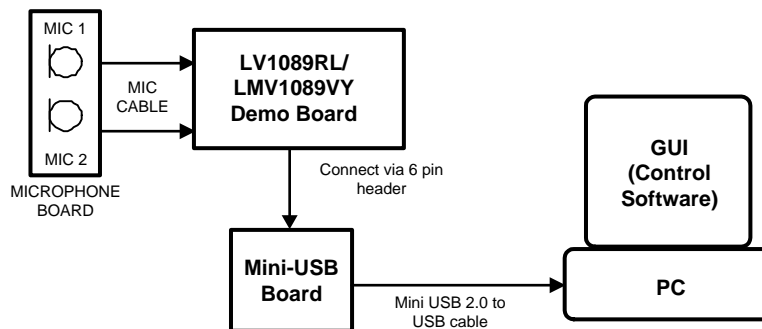 MIC 1
MIC 2
MICROPHONE
BOARD
MIC
CABLE
LV1089RL/
LMV1089VY
Demo Board
Connect via 6 pin
header
Mini-USB
Board
Mini USB 2.0 to
USB cable
GUI
(Control
Software)
PC